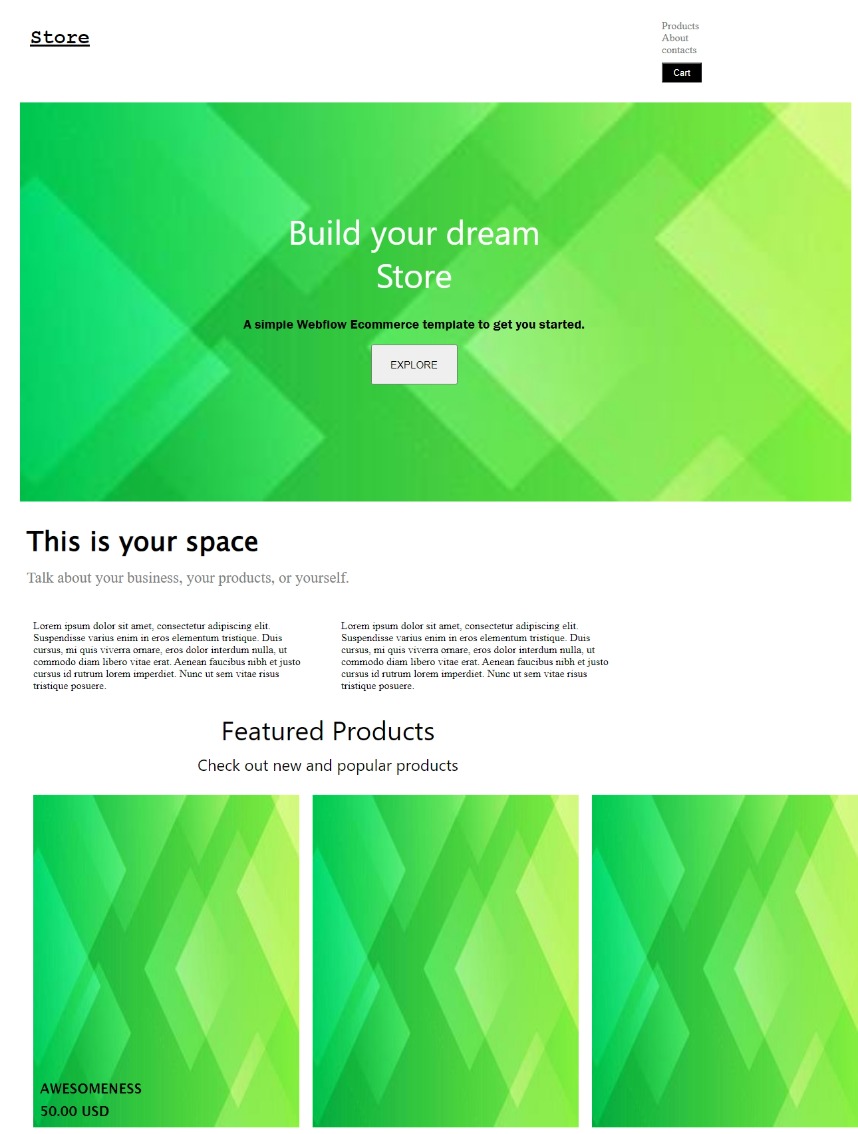 Store
Products
About
contacts
Cart
Build your dream
Store
A simple Webflow Ecommerce template to get you started.
EXPLORE
This is your space
Talk about your business, your products, or yourself.
Lorem ipsum dolor sit amet, consectetur adipiscing elit.
Suspendisse varius enim in eros elementum tristique. Duis
cursus, mi quis viverra ornare, eros dolor interdum nulla, ut
commodo diam libero vitae erat. Aenean faucibus nibh et justo
cursus id rutrum lorem imperdiet. Nunc ut sem vitae risus
tristique posuere.
Lorem ipsum dolor sit amet, consectetur adipiscing elit.
Suspendisse varius enim in eros elementum tristique. Duis
cursus, mi quis viverra ornare, eros dolor interdum nulla, ut
commodo diam libero vitae erat. Aenean faucibus nibh et justo
cursus id rutrum lorem imperdiet. Nunc ut sem vitae risus
tristique posuere.
Featured Products
Check out new and popular products
AWESOMENESS
50.00 USD